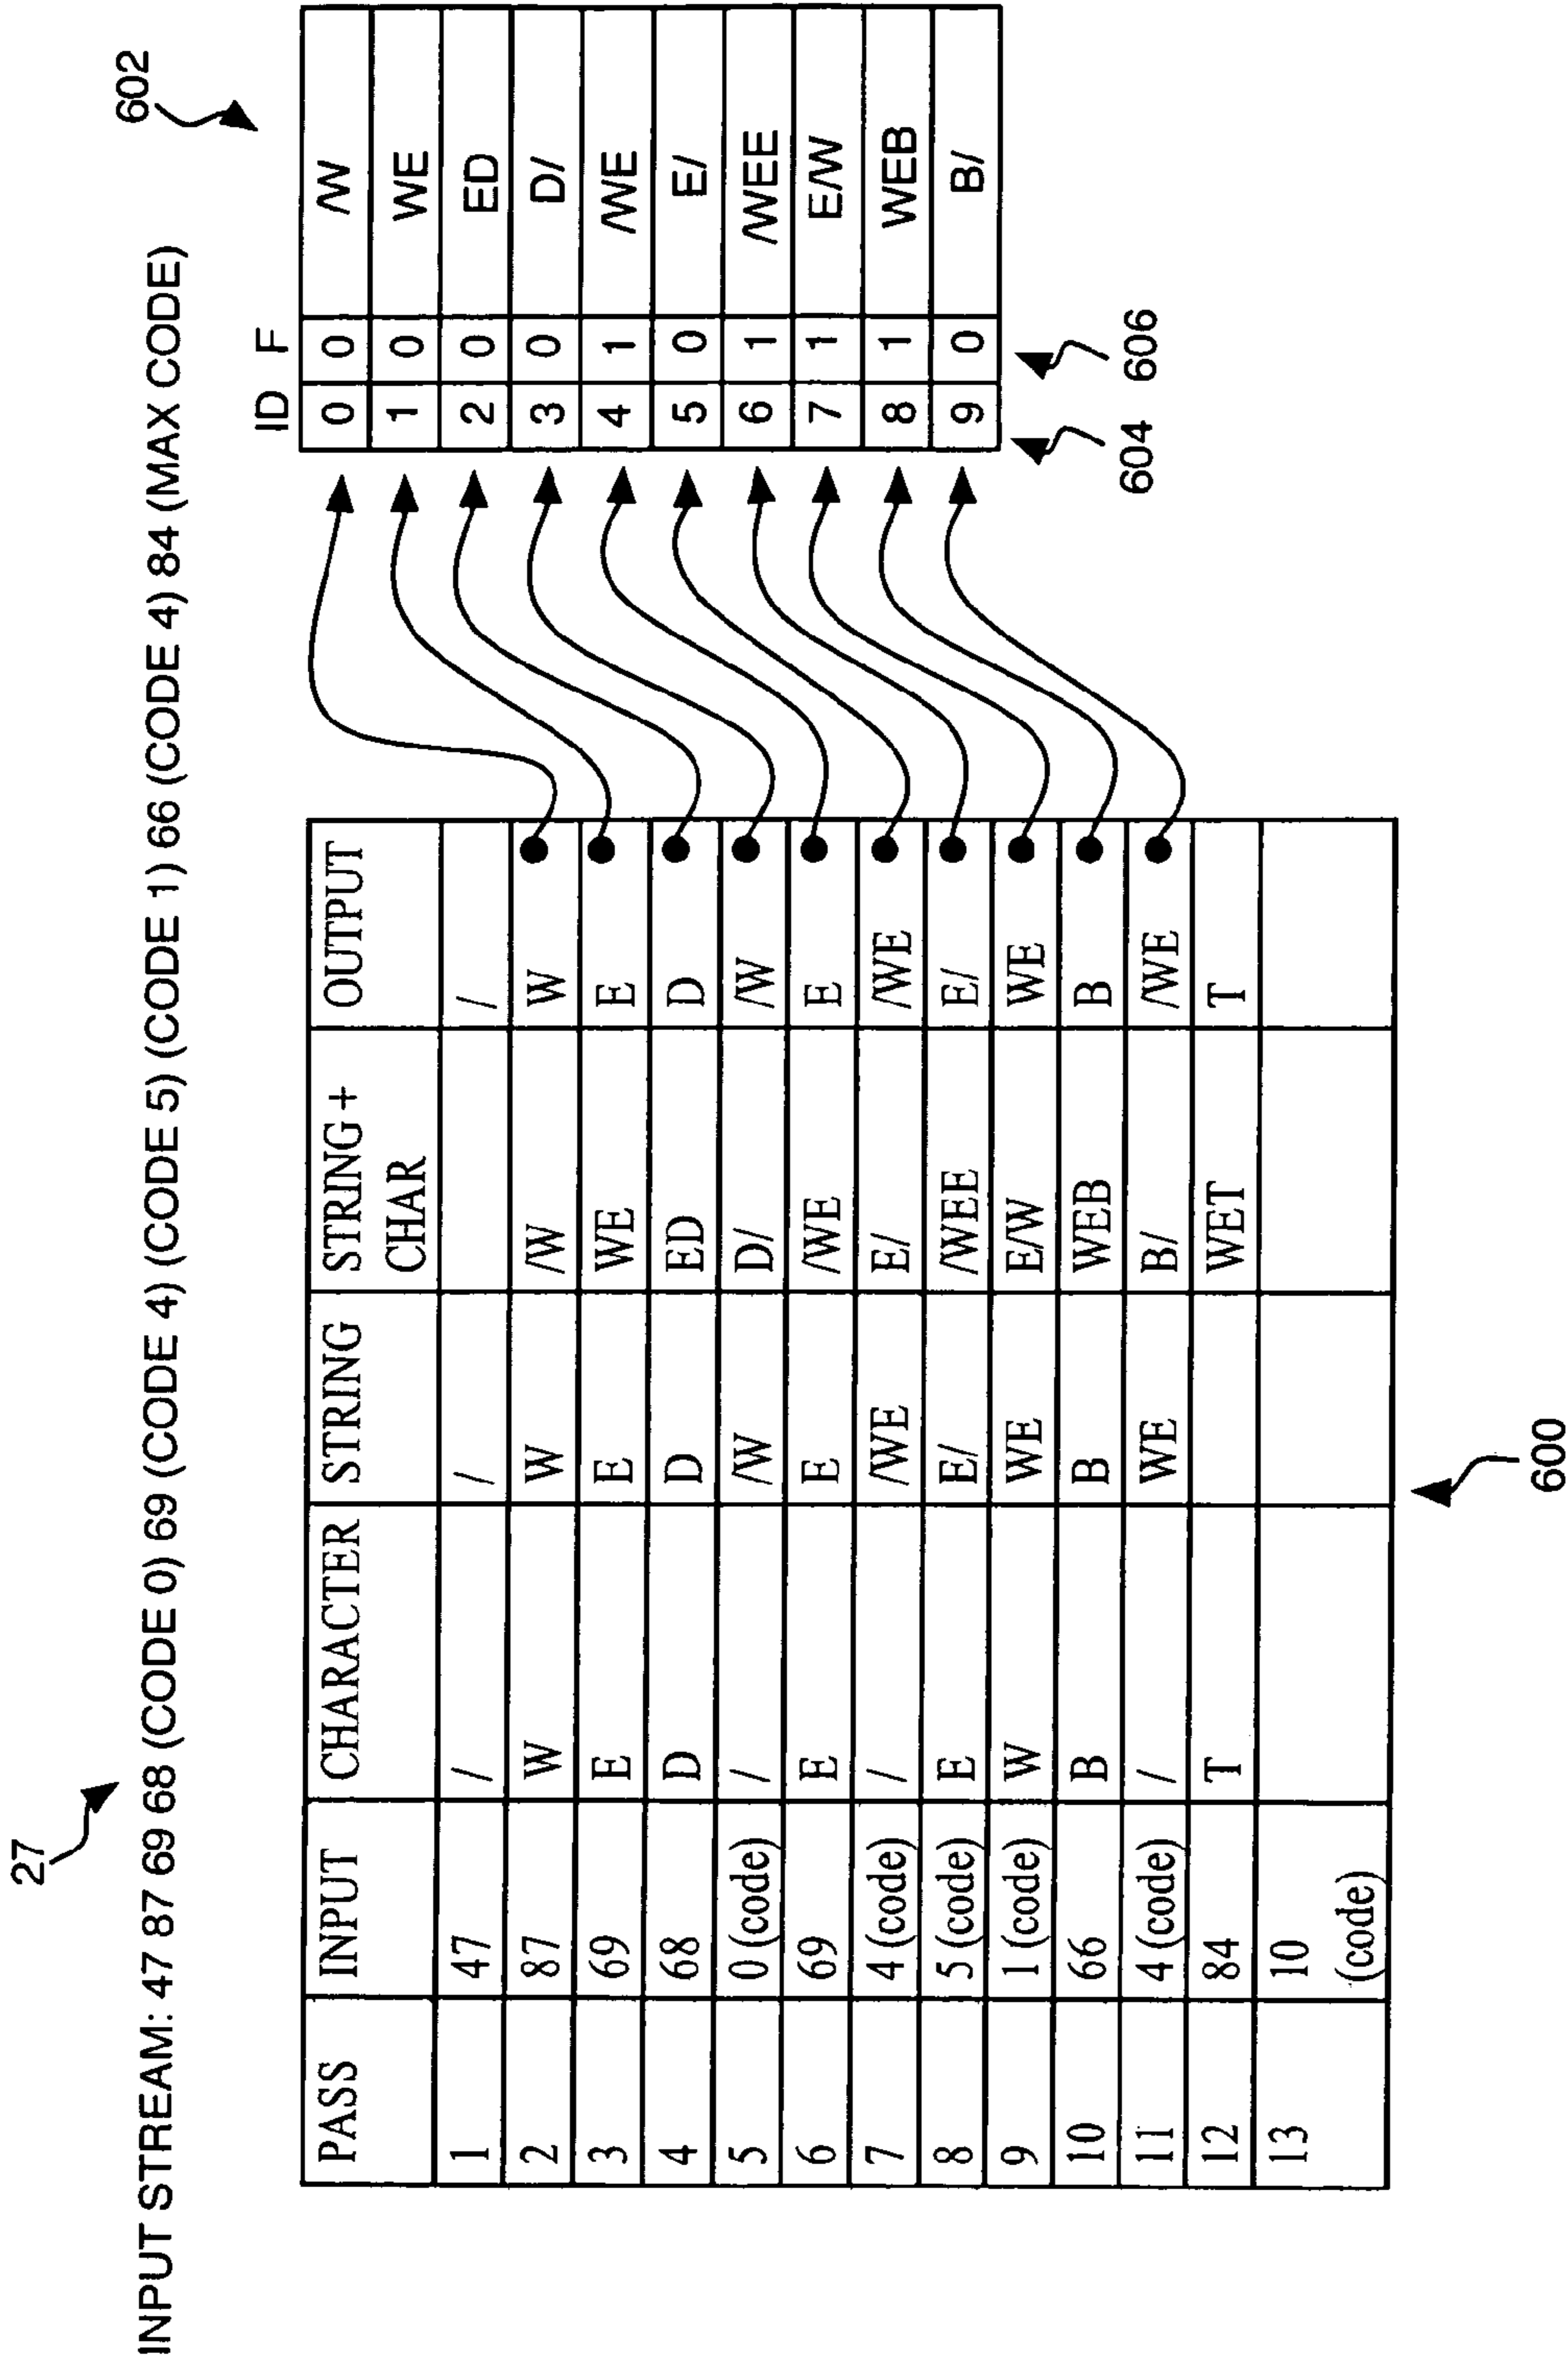 27
INPUT STREAM: 47 87 69 68 (CODE 0) 69 (CODE 4) (CODE 5) (CODE 1) 66 (CODE 4) 84 (MAX CODE)
PASS INPUT CHARACTER STRING STRING + CHAR OUTPUT
1 47 / / /
2 87 W W /W W
3 69 E E WE E
4 68 D D ED D
5 0 (code) / /W D/ /W
6 69 E E /WE E
7 4 (code) / /WE E/ /WE
8 5 (code) E E/ /WEE E/
9 1 (code) W WE E/W WE
10 66 B B WEB B
11 4 (code) / WE B/ /WE
12 84 T WET T
13 10 (code)
600
602
ID F
0 0 /W
1 0 WE
2 0 ED
3 0 D/
4 1 /WE
5 0 E/
6 1 /WEE
7 1 E/W
8 1 WEB
9 0 B/
604 606